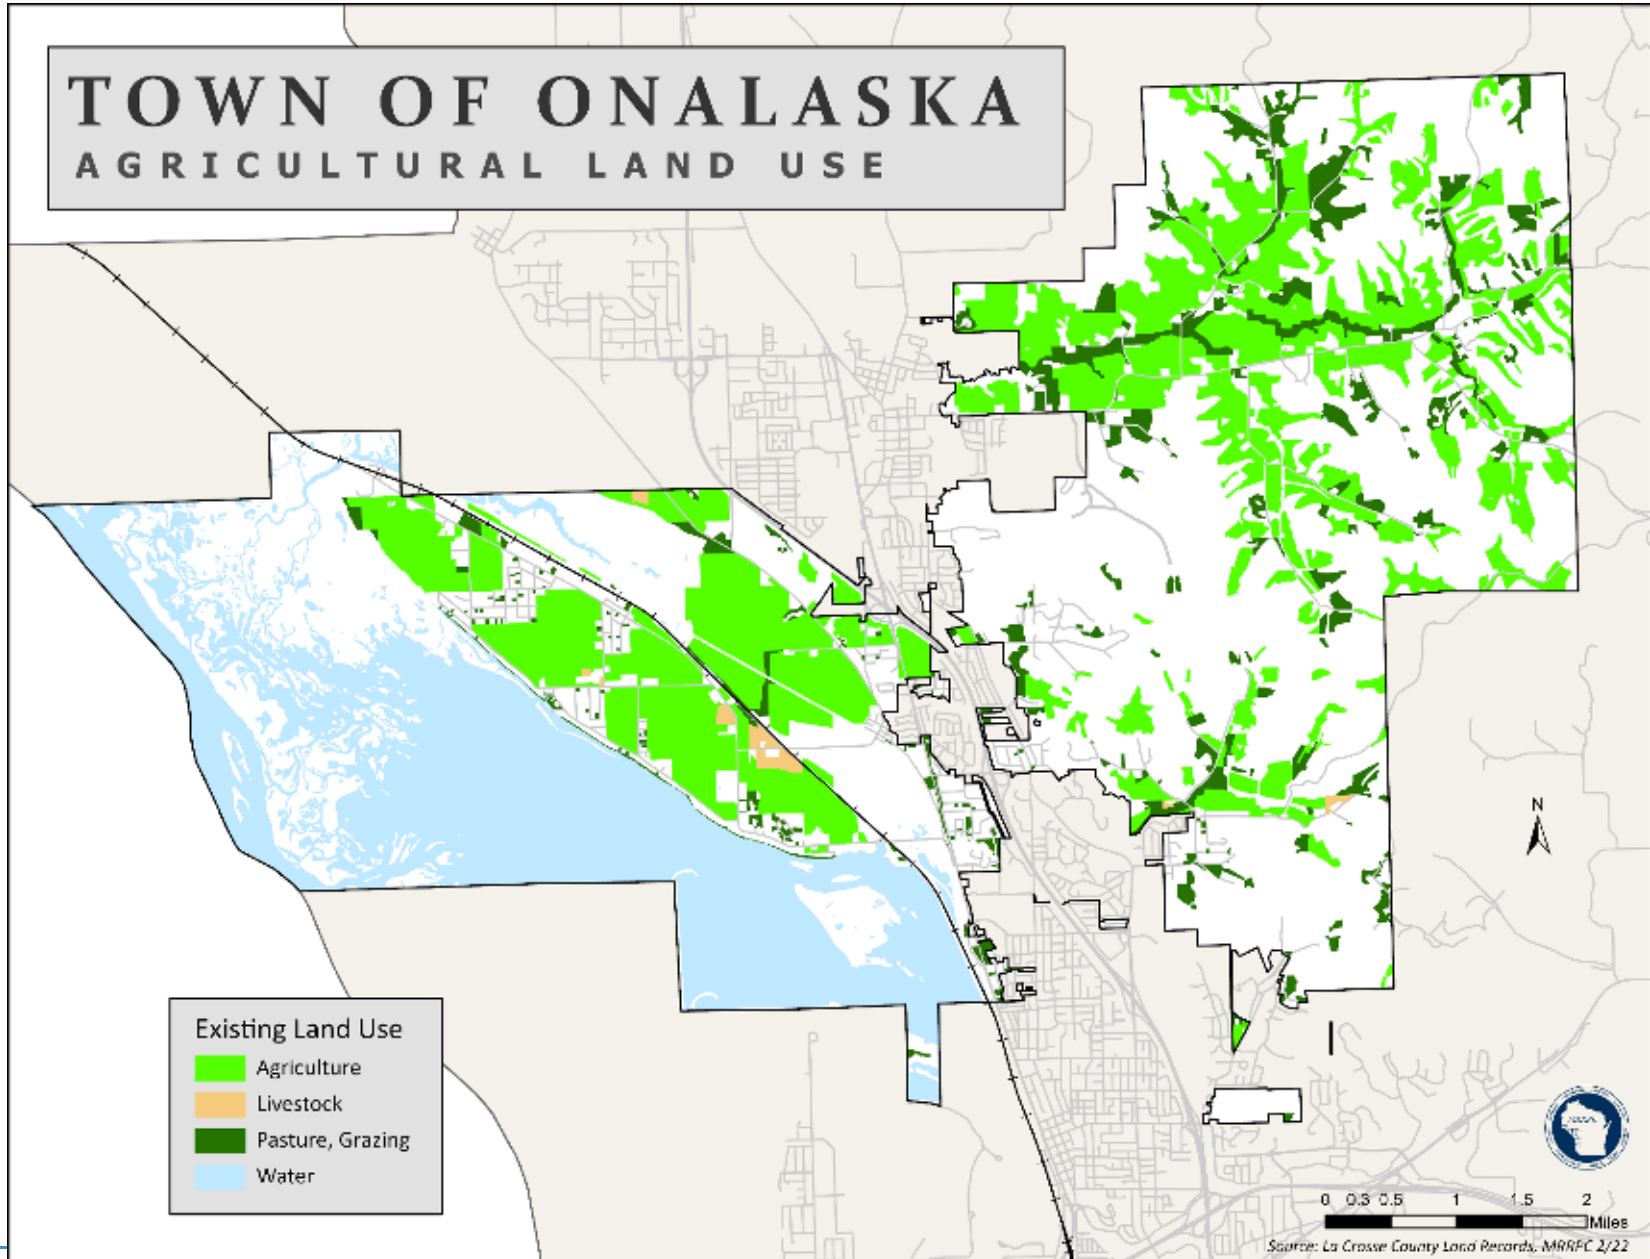 TOWN OF ONALASKA
AGRICULTURAL LAND USE
Existing Land Use
Agriculture
Livestock
Pasture, Grazing
Water
N
0 0.3 0.5 1 1.5 2
Miles
Source: La Crosse County Land Records, MRRPC 2/22